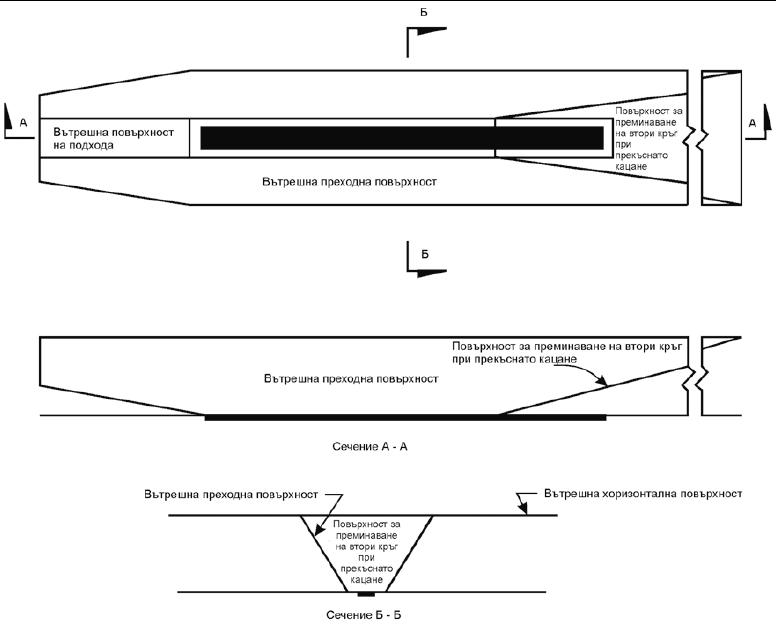 Б
А
Вътрешна повърхност
на подхода
Повърхност за
преминаване
на втори кръг
при
прекъснато
кацане
А
Вътрешна преходна повърхност
Б
Повърхност за преминаване на втори кръг
при прекъснато кацане
Вътрешна преходна повърхност
Сечение А - А
Вътрешна преходна повърхност
Вътрешна хоризонтална повърхност
Повърхност за
преминаване
на втори кръг
при
прекъснато
кацане
Сечение Б - Б